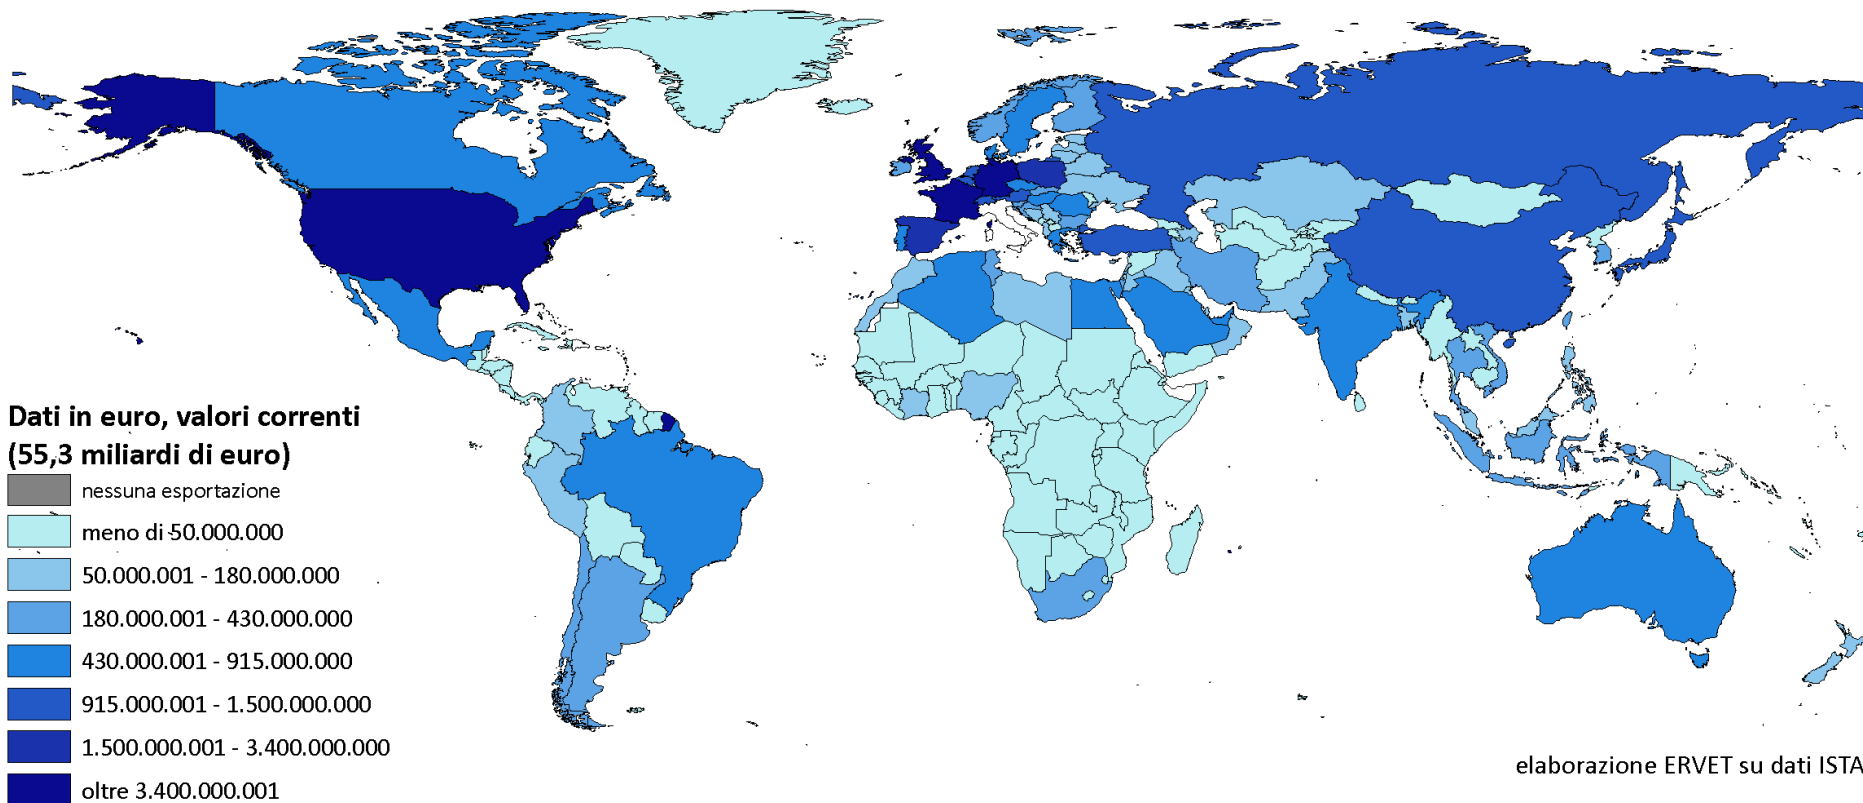 Dati in euro, valori correnti
(55,3 miliardi di euro)
nessuna esportazione
meno di 50.000.000
50.000.001 - 180.000.000
180.000.001 - 430.000.000
430.000.001 - 915.000.000
915.000.001 - 1.500.000.000
1.500.000.001 - 3.400.000.000
oltre 3.400.000.001
elaborazione ERVET su dati ISTA